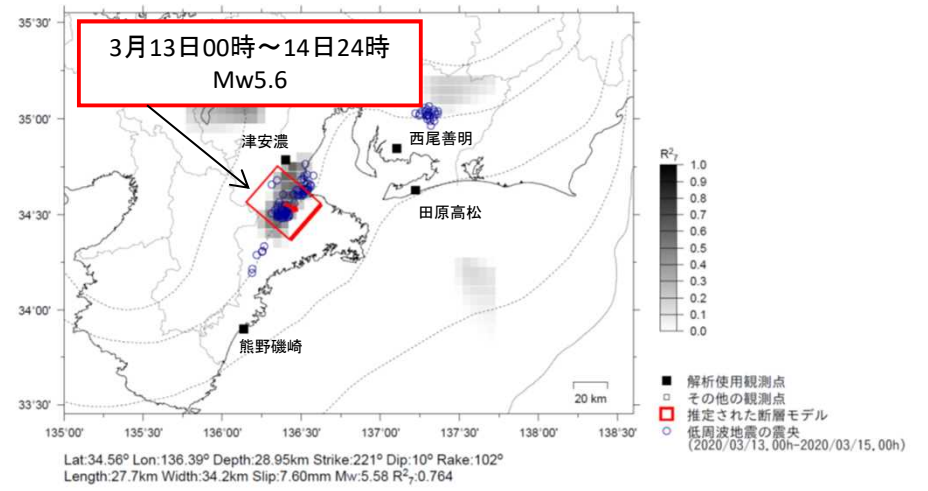 3月13日00時～14日24時
Mw5.6
35°30'
35°00'
34°30'
34°00'
33°30'
津安濃
西尾善明
田原高松
熊野磯崎
20 km
135°00'
135°30'
136°00'
136°30'
137°00'
137°30'
138°00'
138°30'
R²₇
1.0
0.9
0.8
0.7
0.6
0.5
0.4
0.3
0.2
0.1
0.0
解析使用観測点
その他の観測点
推定された断層モデル
低周波地震の震央
(2020/03/13.00h-2020/03/15.00h)
Lat:34.56° Lon:136.39° Depth:28.95km Strike:221° Dip:10° Rake:102°
Length:27.7km Width:34.2km Slip:7.60mm Mw:5.58 R²₇:0.764